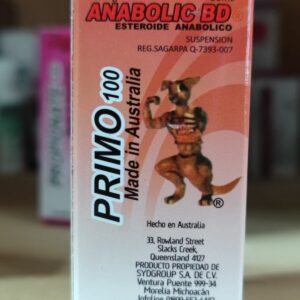 ANABOLIC BD®
ESTEROIDE ANABOLICO
SUSPENSION
REG.SAGARPA Q-7393-007
PRIMO 100
Made in Australia
®
Hecho en Australia
33, Rowland Street
Slacks Creek,
Queensland 4127
PRODUCTO PROPIEDAD DE
SYDGROUP S.A. DE C.V.
Ventura Puente 999-34
Morelia Michoacán